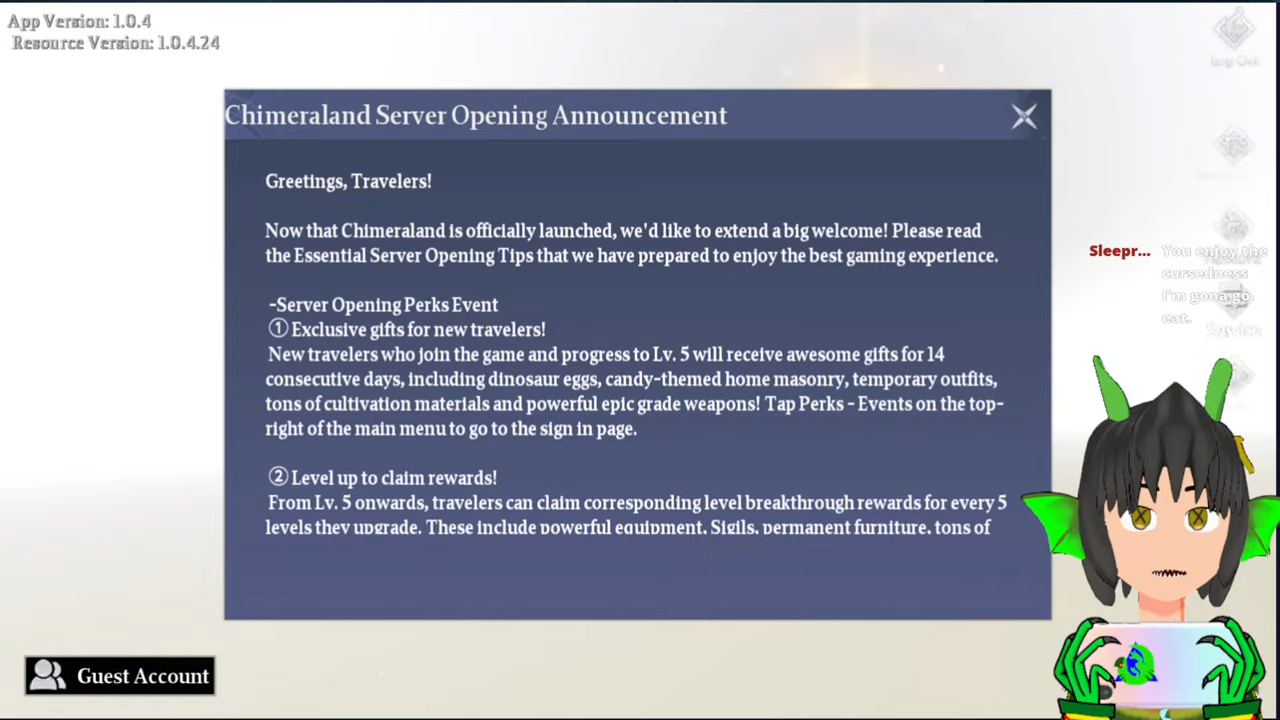 App Version: 1.0.4
Resource Version: 1.0.4.24
Log Out
Chimeraland Server Opening Announcement
Greetings, Travelers!
Now that Chimeraland is officially launched, we'd like to extend a big welcome! Please read
the Essential Server Opening Tips that we have prepared to enjoy the best gaming experience.
-Server Opening Perks Event
① Exclusive gifts for new travelers!
New travelers who join the game and progress to Lv. 5 will receive awesome gifts for 14
consecutive days, including dinosaur eggs, candy-themed home masonry, temporary outfits,
tons of cultivation materials and powerful epic grade weapons! Tap Perks - Events on the top-
right of the main menu to go to the sign in page.
② Level up to claim rewards!
From Lv. 5 onwards, travelers can claim corresponding level breakthrough rewards for every 5
levels they upgrade. These include powerful equipment, Sigils, permanent furniture, tons of
Sleepr... You enjoy the
cursedness
I'm gona go
eat.
Service
Guest Account